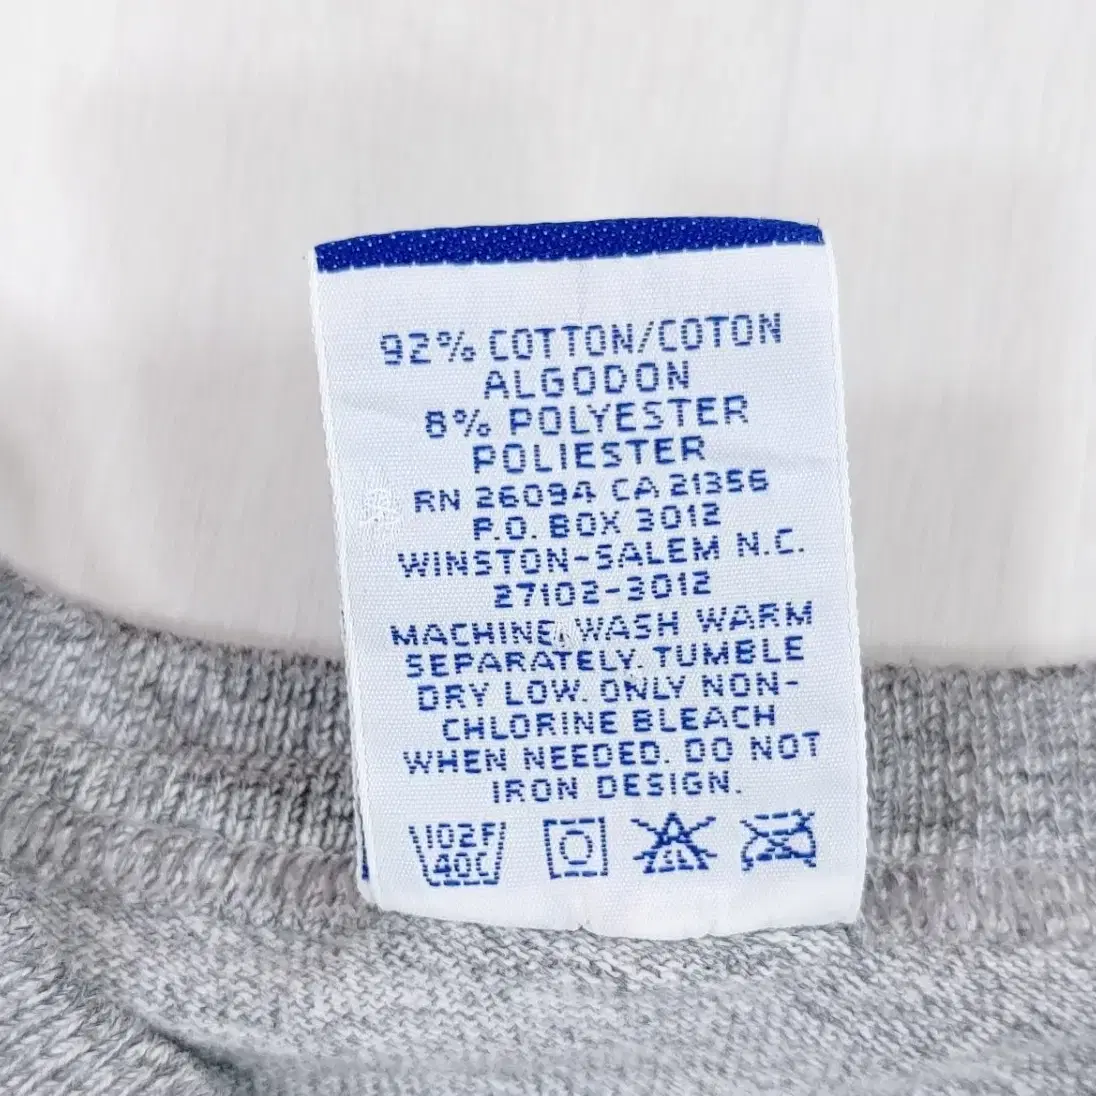 92% COTTON/COTON
ALGODON
8% POLYESTER
POLIESTER
RN 26094 CA 21356
P.O. BOX 3012
WINSTON-SALEM N.C.
27102-3012
MACHINE WASH WARM
SEPARATELY. TUMBLE
DRY LOW. ONLY NON-
CHLORINE BLEACH
WHEN NEEDED. DO NOT
IRON DESIGN.
102F
40C